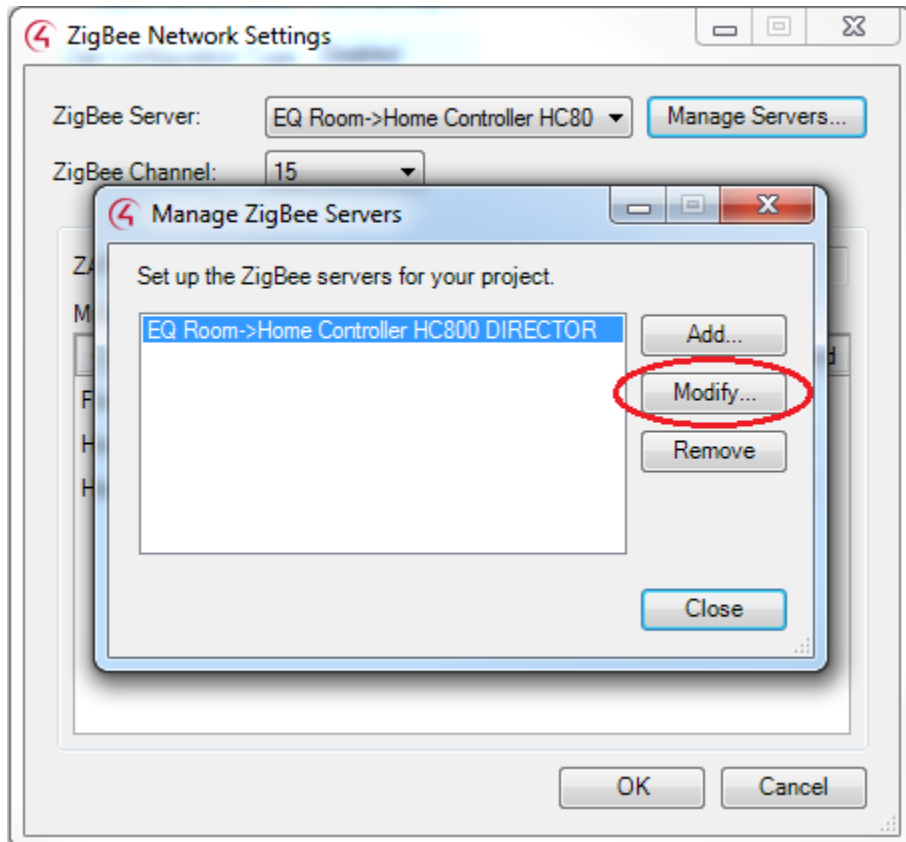 ZigBee Network Settings
ZigBee Server: EQ Room->Home Controller HC80 Manage Servers...
ZigBee Channel: 15
Manage ZigBee Servers
Set up the ZigBee servers for your project.
EQ Room->Home Controller HC800 DIRECTOR
Add...
Modify...
Remove
Close
OK Cancel